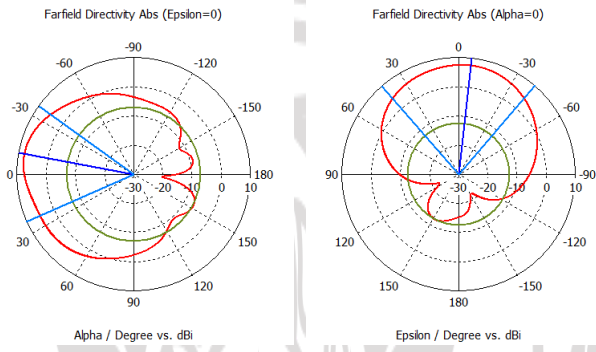 Farfield Directivity Abs (Epsilon=0)
-90
-60 -120
-30 -150
0 -30 -20 -10 0 10 180
30 150
60 120
90
Alpha / Degree vs. dBi
Farfield Directivity Abs (Alpha=0)
0
30 -30
60 -60
90 -30 -20 -10 0 10 -90
120 -120
150 -150
180
Epsilon / Degree vs. dBi